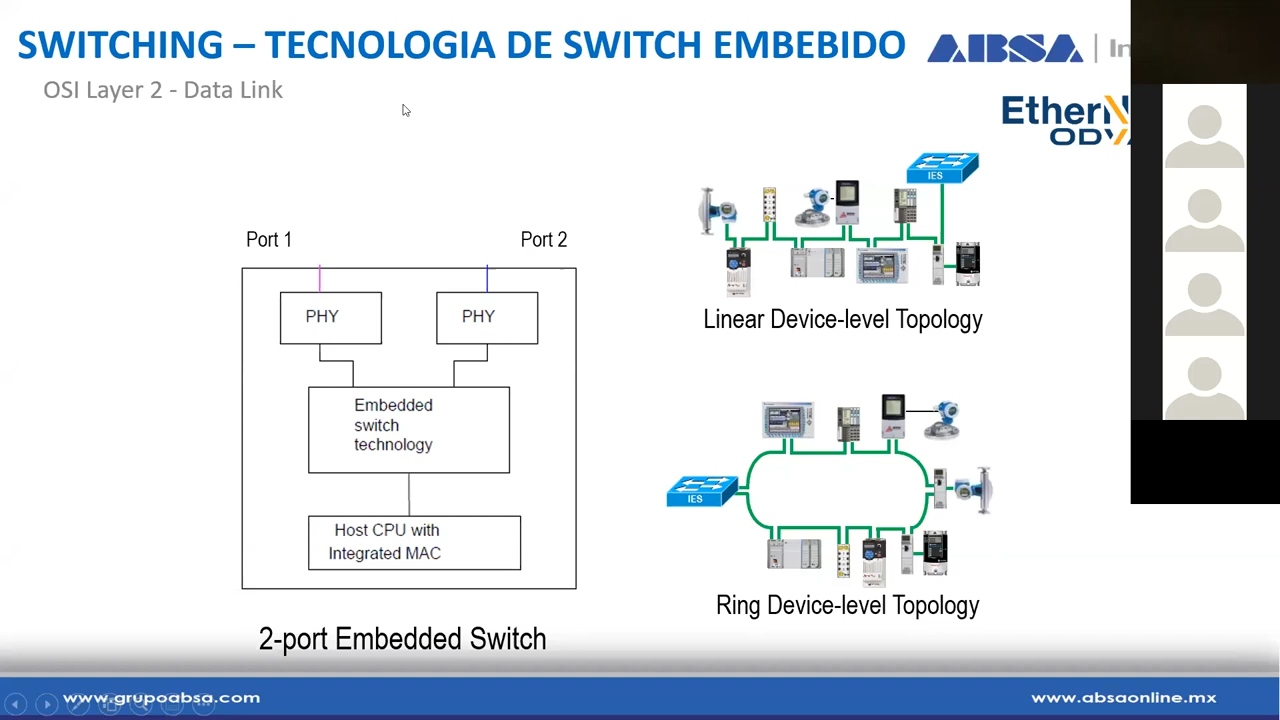 SWITCHING – TECNOLOGIA DE SWITCH EMBEBIDO
ABSA
OSI Layer 2 - Data Link
IES
Port 1
Port 2
PHY
PHY
Embedded
switch
technology
Host CPU with
Integrated MAC
2-port Embedded Switch
Linear Device-level Topology
IES
Ring Device-level Topology
www.grupoabsa.com
www.absaonline.mx